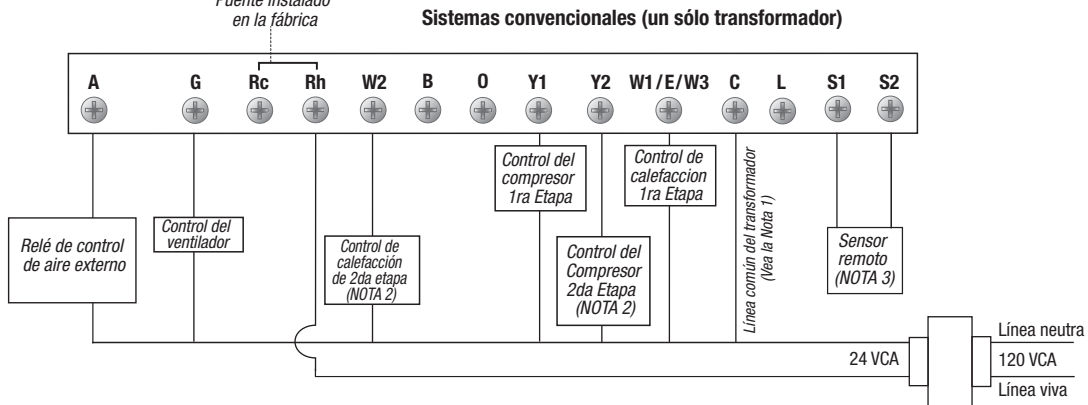 Puente instalado
en la fábrica
Sistemas convencionales (un sólo transformador)
A G Rc Rh W2 B O Y1 Y2 W1/E/W3 C L S1 S2
Relé de control
de aire externo
Control del
ventilador
Control de
calefacción
de 2da etapa
(NOTA 2)
Control del
compresor
1ra Etapa
Control del
Compresor
2da Etapa
(NOTA 2)
Control de
calefaccion
1ra Etapa
Línea común del transformador
(Vea la Nota 1)
Sensor
remoto
(NOTA 3)
24 VCA
Línea neutra
120 VCA
Línea viva